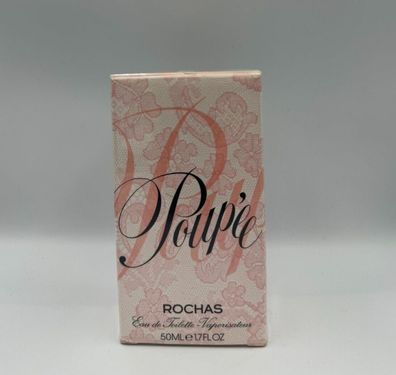 Poupée
ROCHAS
Eau de Toilette - Vaporisateur
50ML e 1.7FL OZ